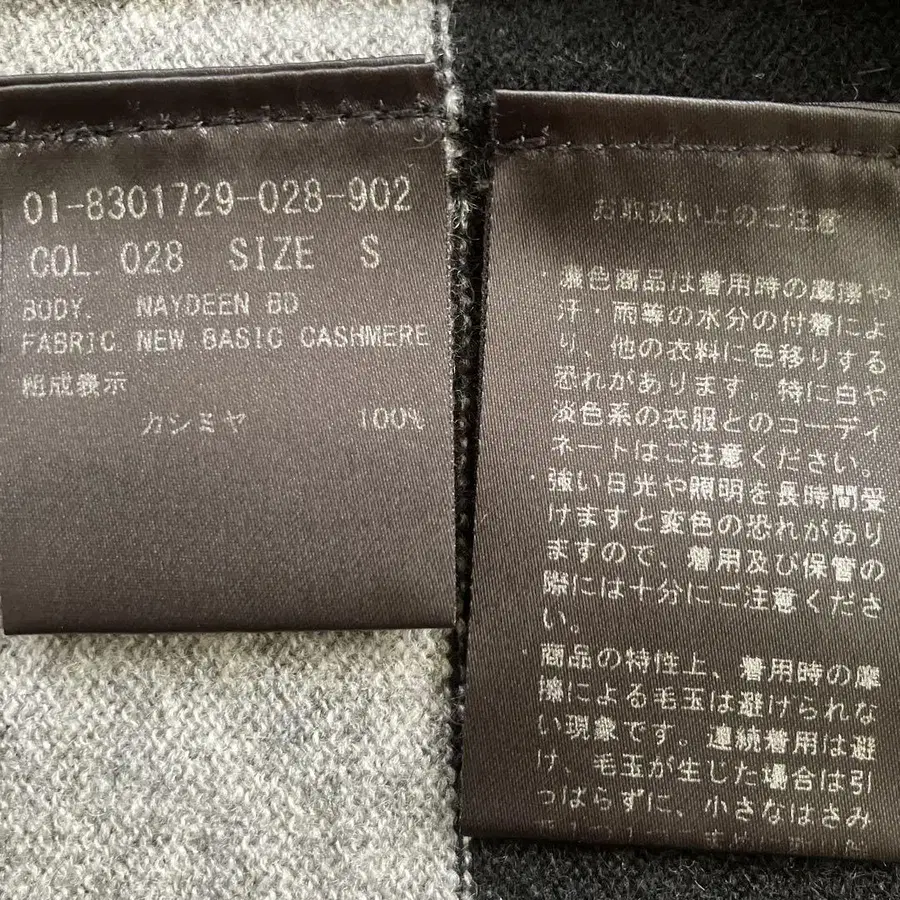 01-8301729-028-902
COL. 028 SIZE S
BODY. NAYDEEN BD
FABRIC NEW BASIC CASHMERE
組成表示
カシミヤ 100%
お取扱い上のご注意
・濃色商品は着用時の摩擦や
汗・雨等の水分の付着によ
り、他の衣料に色移りする
恐れがあります。特に白や
淡色系の衣服とのコーディ
ネートはご注意ください。
・強い日光や照明を長時間受
けますと変色の恐れがあり
ますので、着用及び保管の
際には十分にご注意くださ
い。
・商品の特性上、着用時の摩
擦による毛玉は避けられな
い現象です。連続着用は避
け、毛玉が生じた場合は引
っぱらずに、小さなはさみ